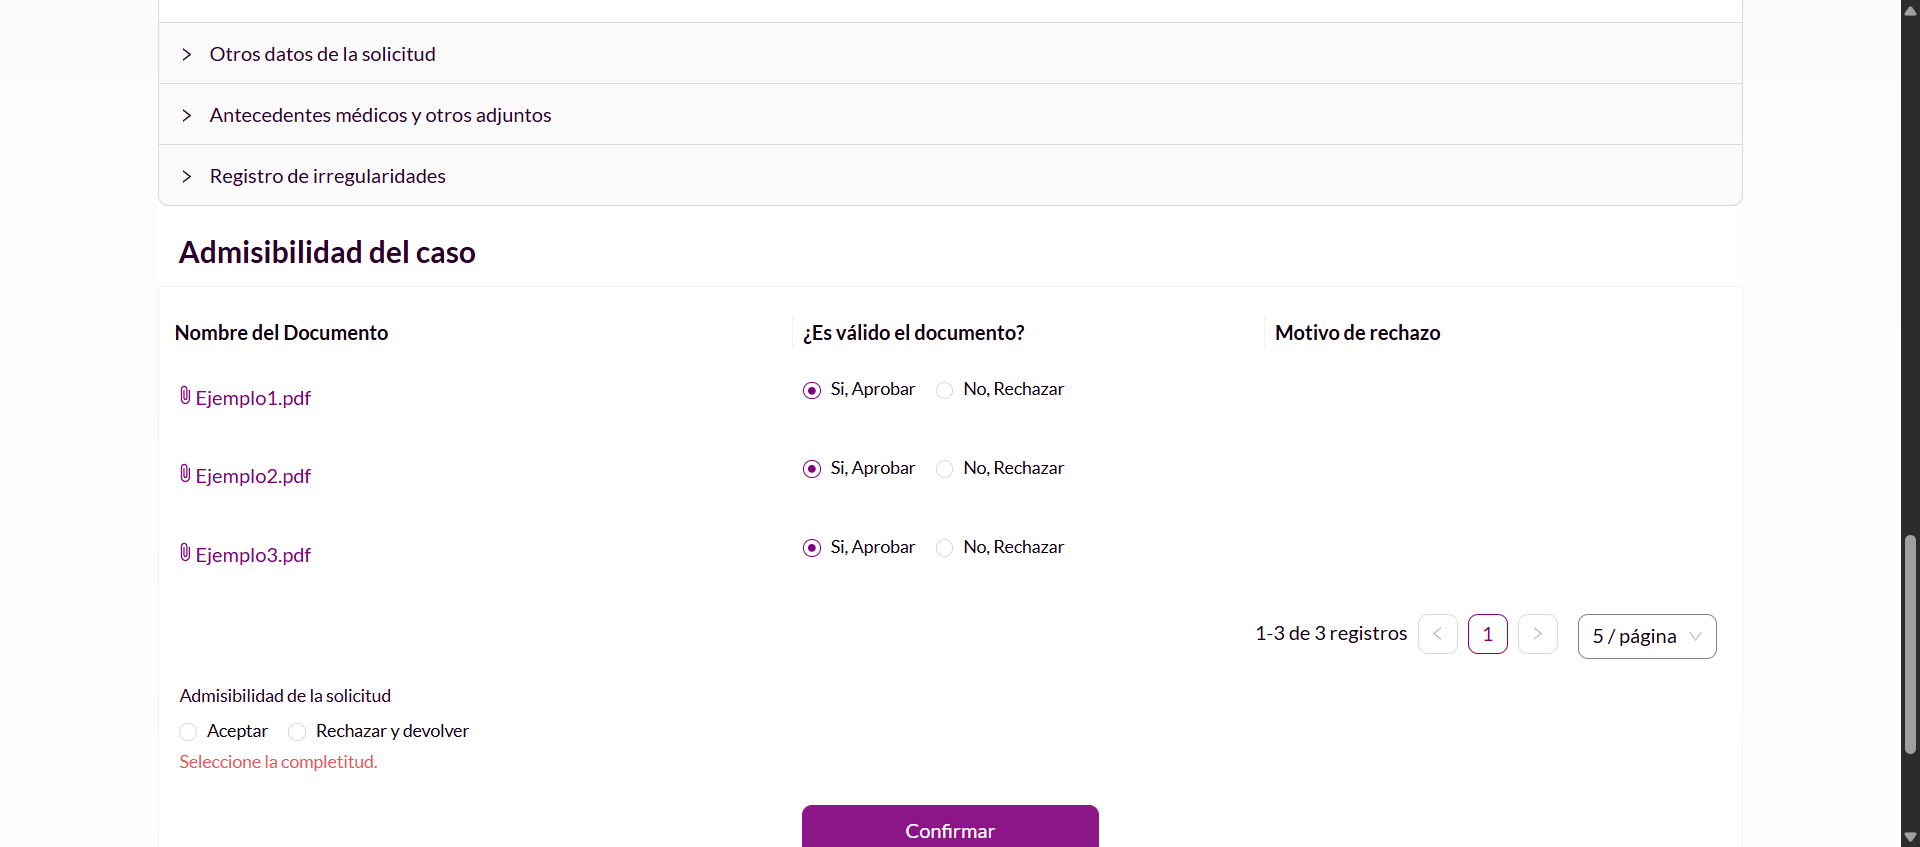 Otros datos de la solicitud
Antecedentes médicos y otros adjuntos
Registro de irregularidades
Admisibilidad del caso
Nombre del Documento ¿Es válido el documento? Motivo de rechazo
Ejemplo1.pdf Si, Aprobar No, Rechazar
Ejemplo2.pdf Si, Aprobar No, Rechazar
Ejemplo3.pdf Si, Aprobar No, Rechazar
1-3 de 3 registros < 1 > 5 / página
Admisibilidad de la solicitud
Aceptar Rechazar y devolver
Seleccione la completitud.
Confirmar